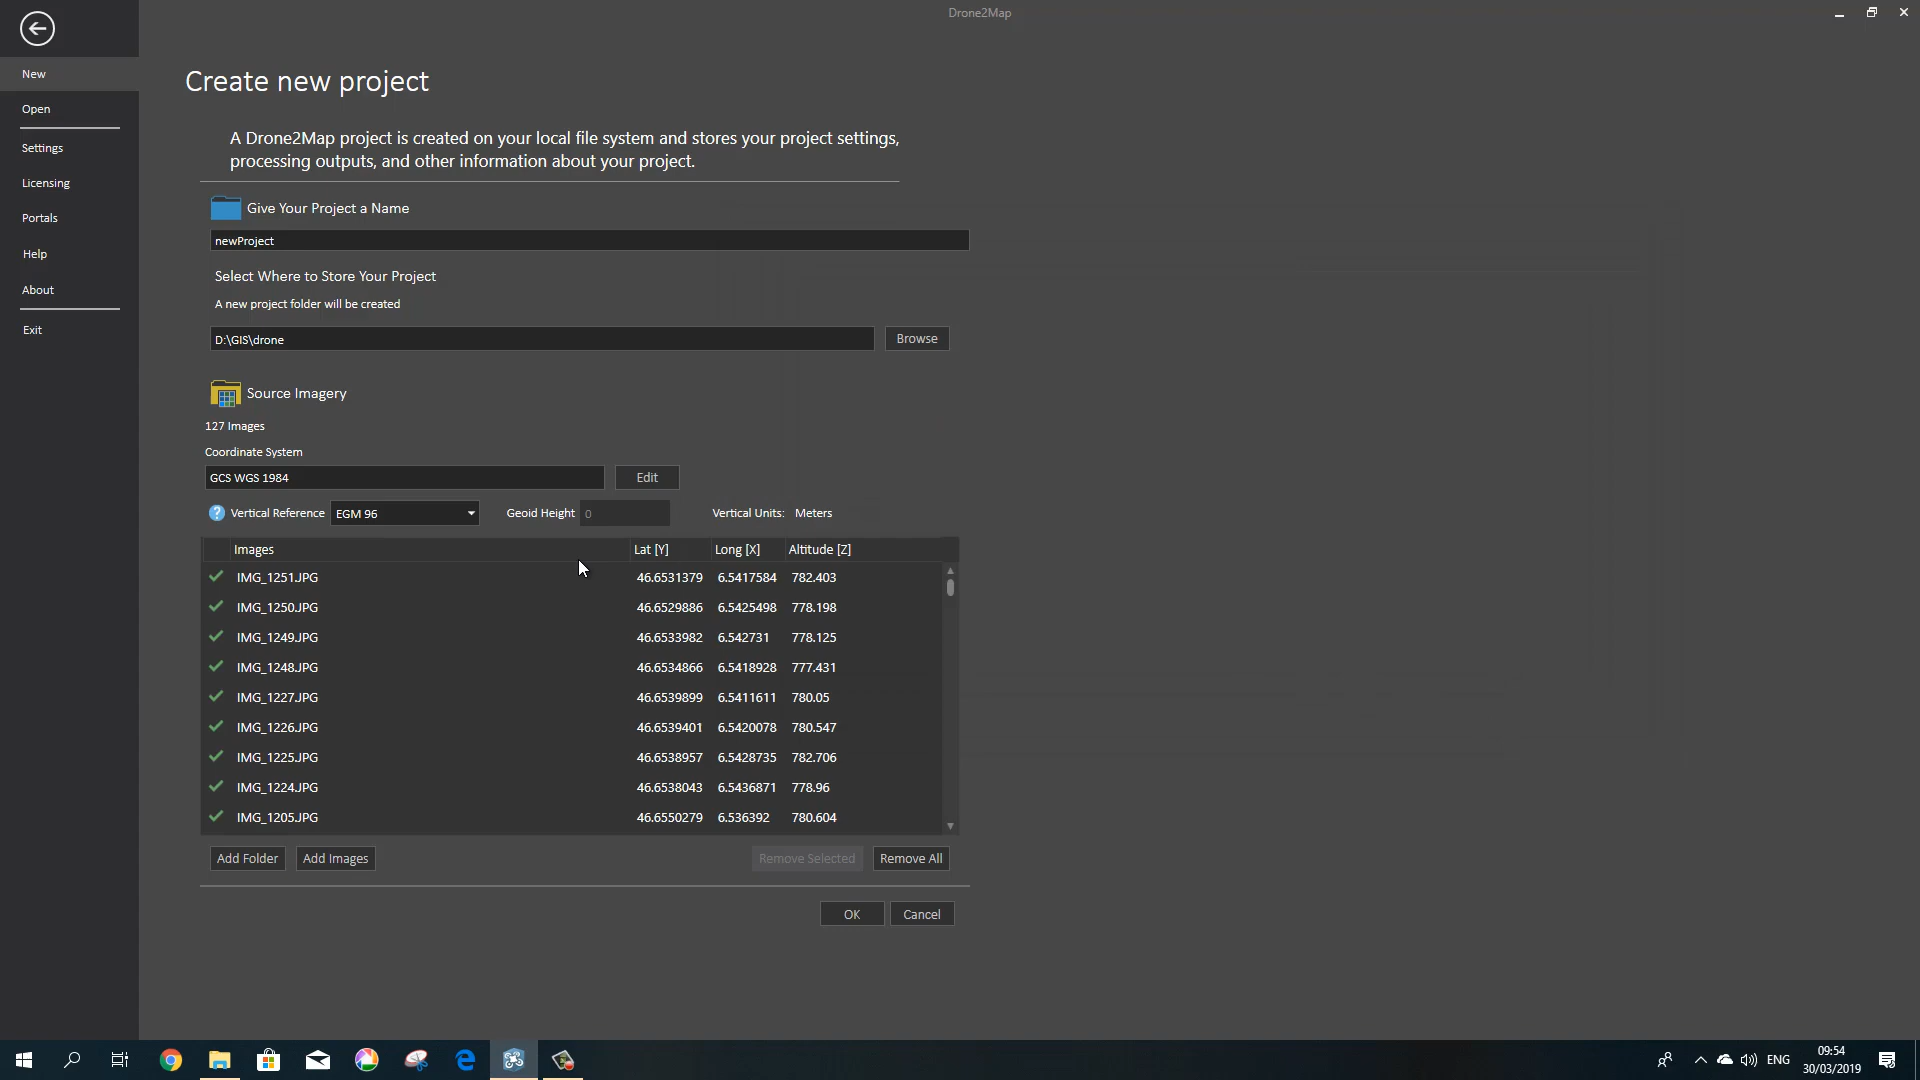 Drone2Map
New
Open
Settings
Licensing
Portals
Help
About
Exit
Create new project
A Drone2Map project is created on your local file system and stores your project settings,
processing outputs, and other information about your project.
Give Your Project a Name
newProject
Select Where to Store Your Project
A new project folder will be created
D:\GIS\drone
Browse
Source Imagery
127 Images
Coordinate System
GCS WGS 1984
Edit
? Vertical Reference EGM 96 Geoid Height 0 Vertical Units: Meters
Images Lat [Y] Long [X] Altitude [Z]
IMG_1251.JPG 46.6531379 6.5417584 782.403
IMG_1250.JPG 46.6529886 6.5425498 778.198
IMG_1249.JPG 46.6533982 6.542731 778.125
IMG_1248.JPG 46.6534866 6.5418928 777.431
IMG_1227.JPG 46.6539899 6.5411611 780.05
IMG_1226.JPG 46.6539401 6.5420078 780.547
IMG_1225.JPG 46.6538957 6.5428735 782.706
IMG_1224.JPG 46.6538043 6.5436871 778.96
IMG_1205.JPG 46.6550279 6.536392 780.604
Add Folder Add Images Remove Selected Remove All
OK Cancel
ENG
09:54
30/03/2019